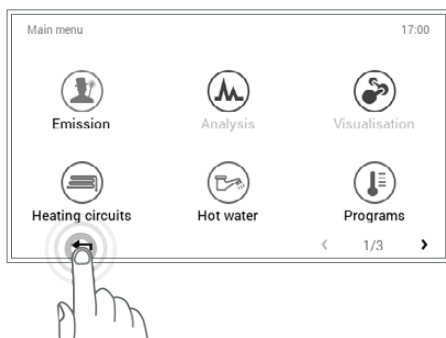 Main menu 17:00
Emission Analysis Visualisation
Heating circuits Hot water Programs
1/3